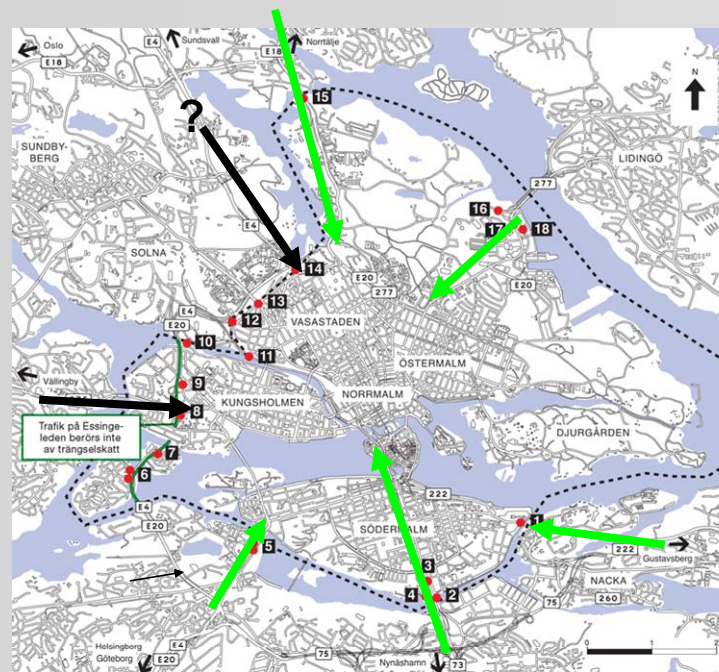 Oslo
E18
E4
Sundsvall
E18
Norrtälje
N
15
?
SUNDBY-
BERG
LIDINGÖ
277
E4
16
17
18
SOLNA
14
E20
277
E20
13
12
VASASTADEN
E4
E20
10
11
ÖSTERMALM
Vällingby
9
KUNGSHOLMEN
NORRMALM
8
Trafik på Essinge-
leden berörs inte
av trängselskatt
DJURGÅRDEN
7
6
222
E4
E20
SÖDERMALM
1
222
Gustavsberg
5
3
4
2
NACKA
75
260
E4
Helsingborg
Göteborg
E20
75
Nynäshamn
73
0
1